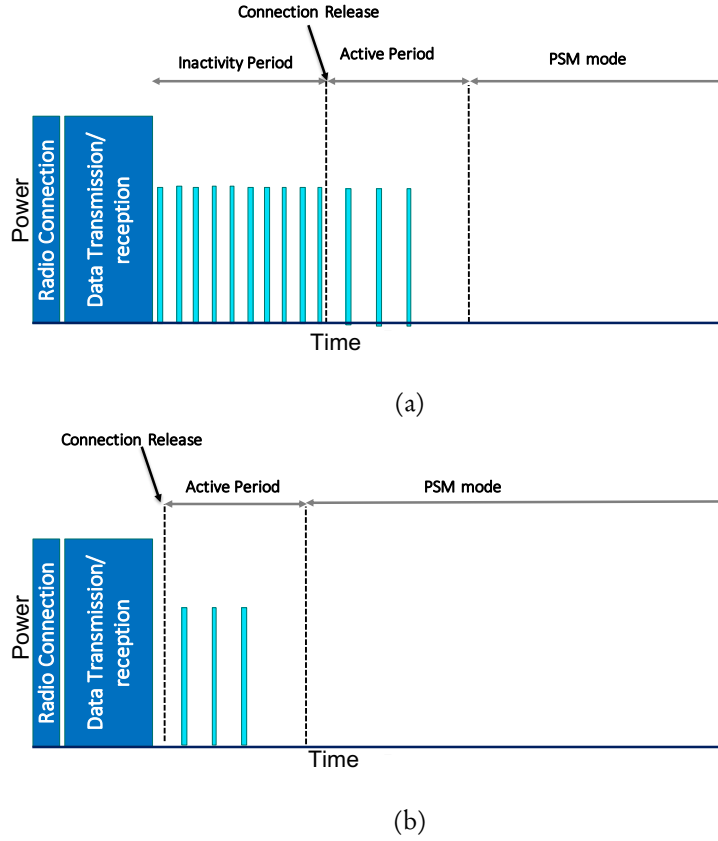 Connection Release
Inactivity Period
Active Period
PSM mode
Power
Radio Connection
Data Transmission/
reception
Time
(a)
Connection Release
Active Period
PSM mode
Power
Radio Connection
Data Transmission/
reception
Time
(b)